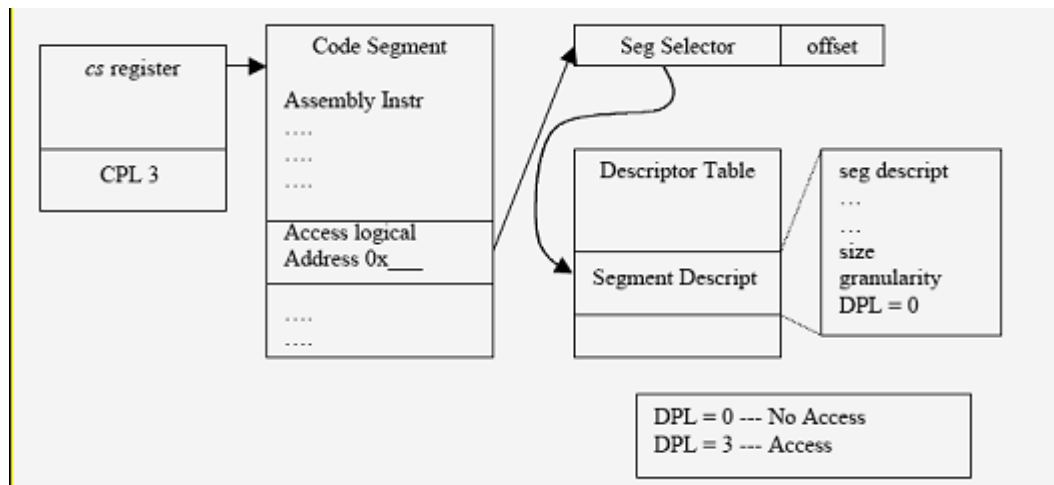 cs register
CPL 3
Code Segment
Assembly Instr
....
....
....
Access logical
Address 0x___
....
....
Seg Selector
offset
Descriptor Table
Segment Descript
seg descript
...
...
size
granularity
DPL = 0
DPL = 0 --- No Access
DPL = 3 --- Access